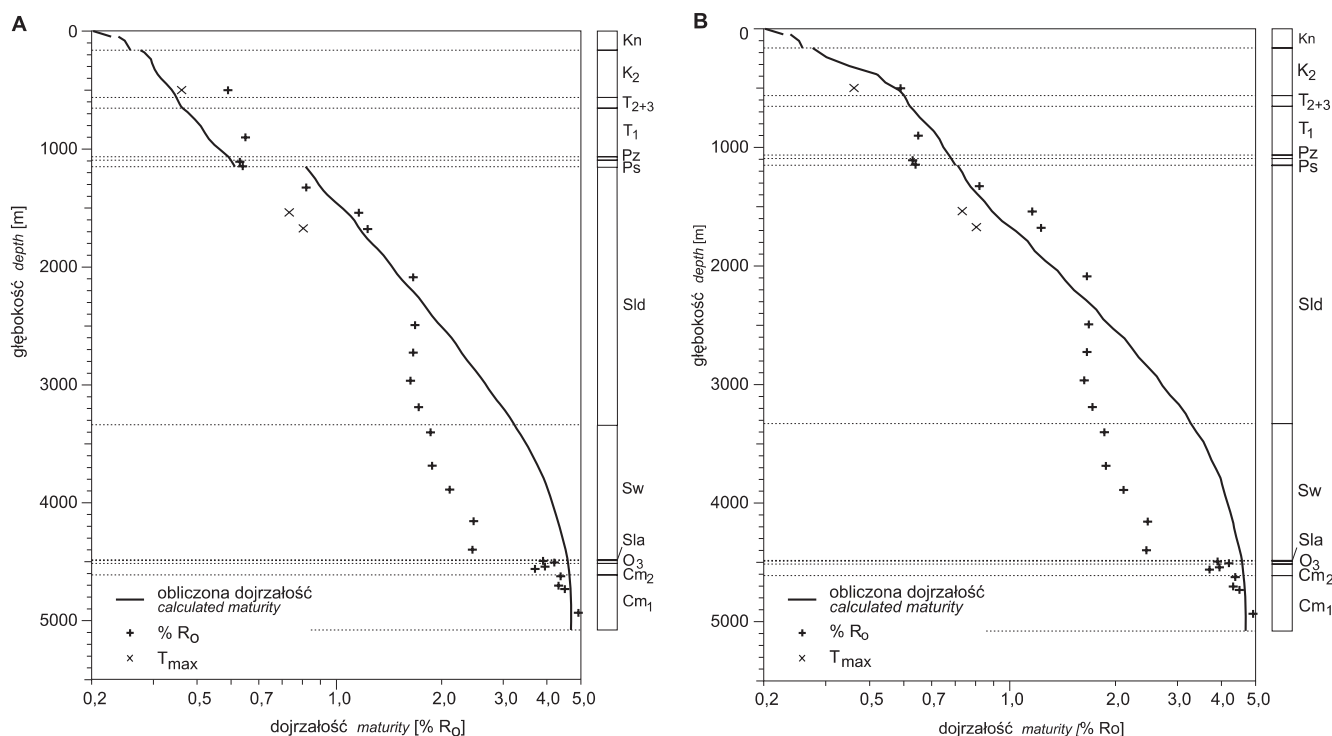 A
0
1000
2000
3000
4000
5000
głębokość depth [m]
0,2
0,5
0,7
1,0
2,0
3,0
4,0
5,0
dojrzałość maturity [% Ro]
obliczona dojrzałość
calculated maturity
% Ro
Tmax
Kn
K2
T2+3
T1
Pz
Ps
Sld
Sw
Sla
O3
Cm2
Cm1
B
0
1000
2000
3000
4000
5000
głębokość depth [m]
0,2
0,5
0,7
1,0
2,0
3,0
4,0
5,0
dojrzałość maturity [% Ro]
obliczona dojrzałość
calculated maturity
% Ro
Tmax
Kn
K2
T2+3
T1
Pz
Ps
Sld
Sw
Sla
O3
Cm2
Cm1